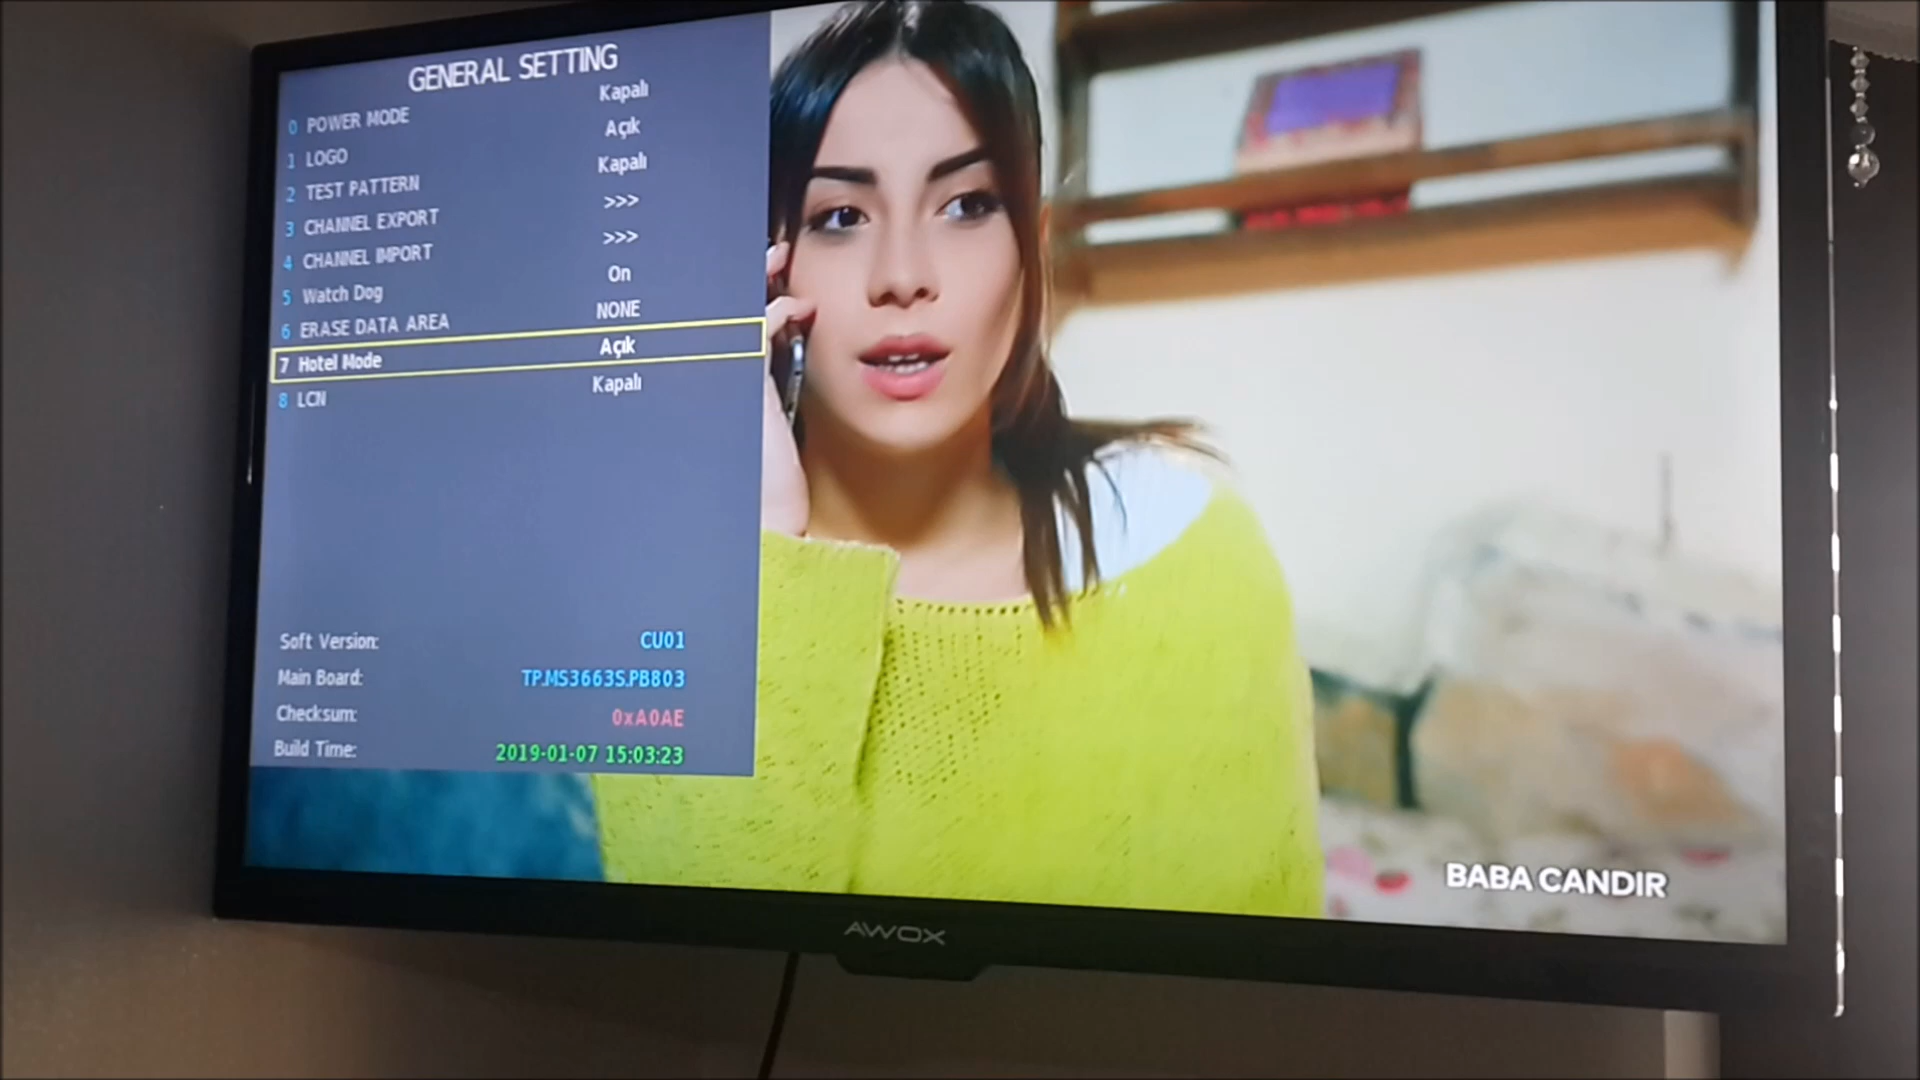 GENERAL SETTING
0 POWER MODE Kapalı
1 LOGO Açık
2 TEST PATTERN Kapalı
3 CHANNEL EXPORT >>>
4 CHANNEL IMPORT >>>
5 Watch Dog On
6 ERASE DATA AREA NONE
7 Hotel Mode Açık
8 LCN Kapalı
Soft Version: CU01
Main Board: TP.MS3663S.PB803
Checksum: 0xA0AE
Build Time: 2019-01-07 15:03:23
BABA CANDIR
AWOX